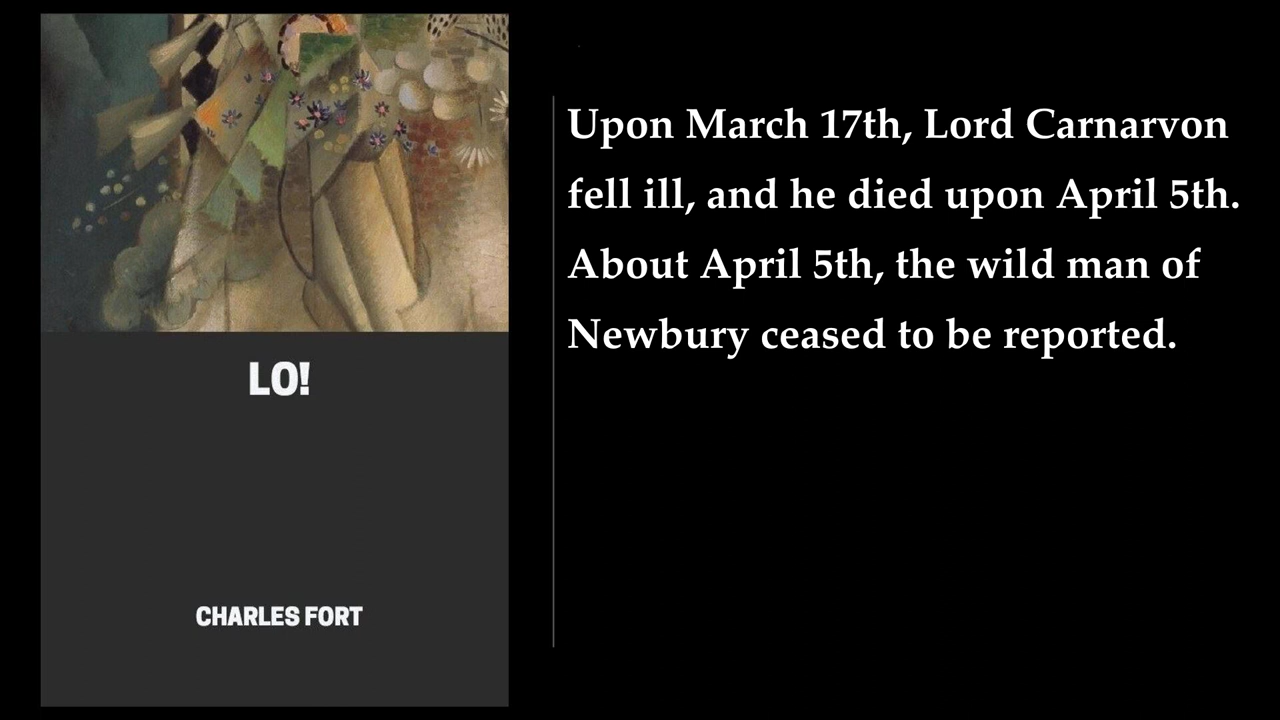 LO!
CHARLES FORT
Upon March 17th, Lord Carnarvon
fell ill, and he died upon April 5th.
About April 5th, the wild man of
Newbury ceased to be reported.